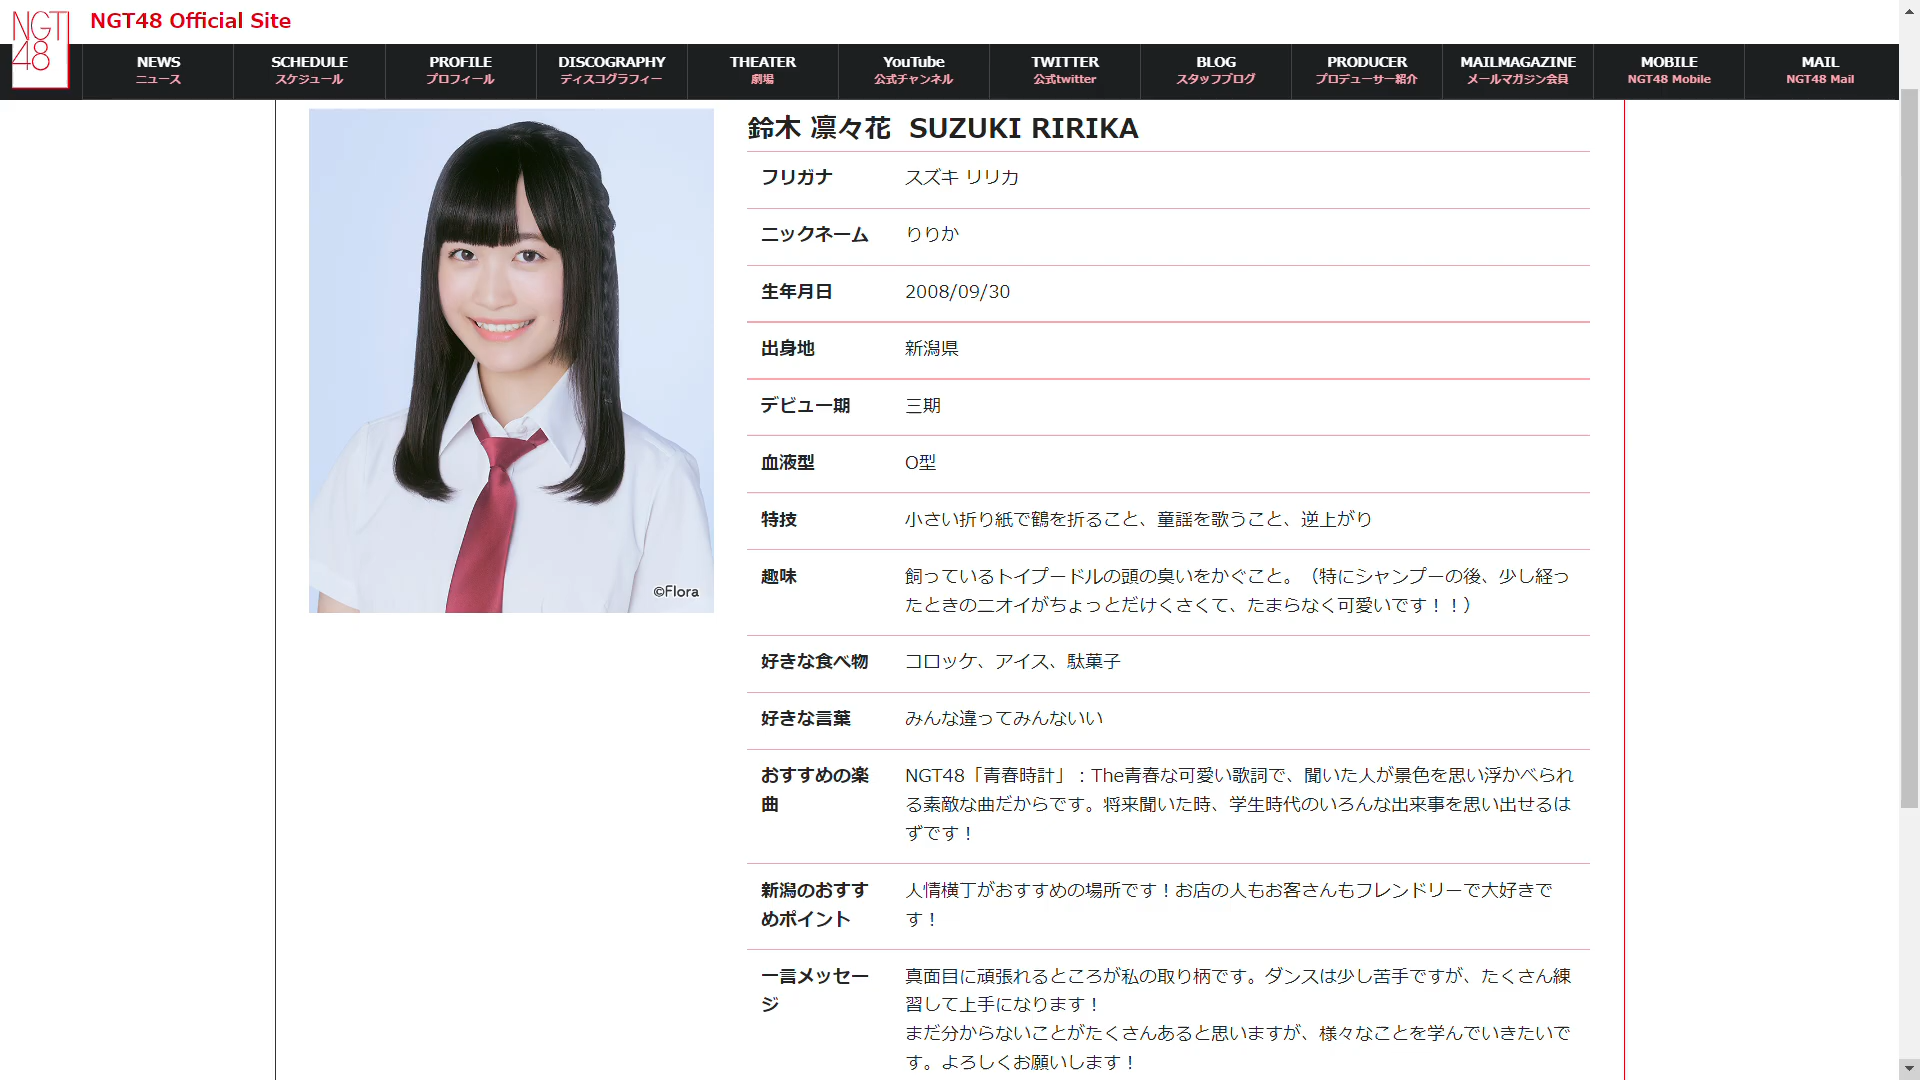 NGT48 Official Site
NGT
48
NEWS
ニュース
SCHEDULE
スケジュール
PROFILE
プロフィール
DISCOGRAPHY
ディスコグラフィー
THEATER
劇場
YouTube
公式チャンネル
TWITTER
公式twitter
BLOG
スタッフブログ
PRODUCER
プロデューサー紹介
MAILMAGAZINE
メールマガジン会員
MOBILE
NGT48 Mobile
MAIL
NGT48 Mail
©Flora
鈴木 凛々花 SUZUKI RIRIKA
フリガナ スズキ リリカ
ニックネーム りりか
生年月日 2008/09/30
出身地 新潟県
デビュー期 三期
血液型 O型
特技 小さい折り紙で鶴を折ること、童謡を歌うこと、逆上がり
趣味 飼っているトイプードルの頭の臭いをかぐこと。（特にシャンプーの後、少し経っ
たときのニオイがちょっとだけくさくて、たまらなく可愛いです！！）
好きな食べ物 コロッケ、アイス、駄菓子
好きな言葉 みんな違ってみんないい
おすすめの楽 NGT48「青春時計」：The青春な可愛い歌詞で、聞いた人が景色を思い浮かべられ
曲 る素敵な曲だからです。将来聞いた時、学生時代のいろんな出来事を思い出せるは
ずです！
新潟のおすす 人情横丁がおすすめの場所です！お店の人もお客さんもフレンドリーで大好きで
めポイント す！
一言メッセー 真面目に頑張れるところが私の取り柄です。ダンスは少し苦手ですが、たくさん練
ジ 習して上手になります！
まだ分からないことがたくさんあると思いますが、様々なことを学んでいきたいで
す。よろしくお願いします！